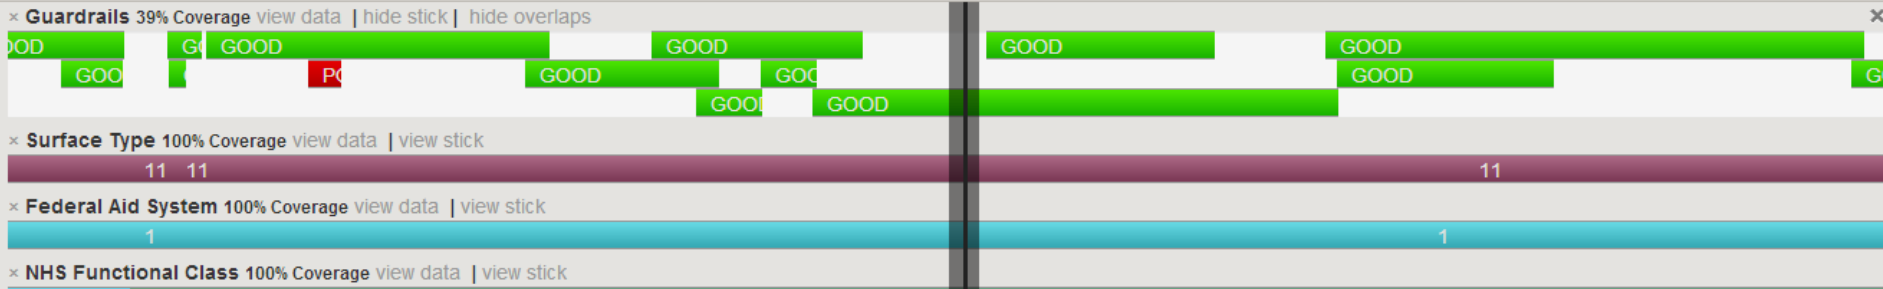 × Guardrails 39% Coverage view data | hide stick | hide overlaps ×
GOOD GOOD GOOD GOOD
GOOD GOOD
GOOD
× Surface Type 100% Coverage view data | view stick
11 11 11
× Federal Aid System 100% Coverage view data | view stick
1 1
× NHS Functional Class 100% Coverage view data | view stick